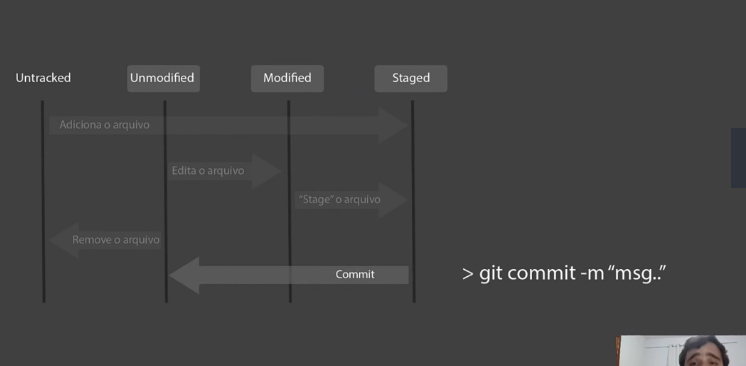 Untracked Unmodified Modified Staged
Adiciona o arquivo
Edita o arquivo
“Stage” o arquivo
Remove o arquivo
Commit
> git commit -m “msg..”